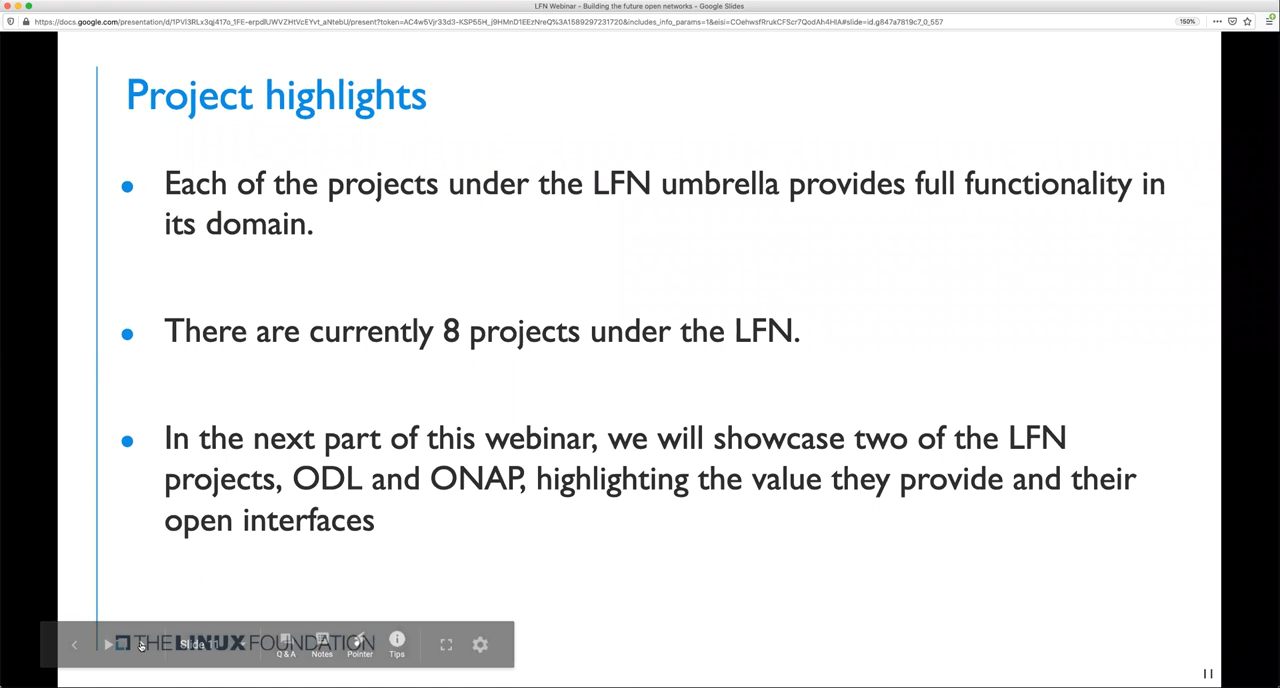 LFN Webinar - Building the future open networks - Google Slides
150%
Project highlights
Each of the projects under the LFN umbrella provides full functionality in
its domain.
There are currently 8 projects under the LFN.
In the next part of this webinar, we will showcase two of the LFN
projects, ODL and ONAP, highlighting the value they provide and their
open interfaces
THE LINUX FOUNDATION
Slide 11
Q & A Notes Pointer Tips
11